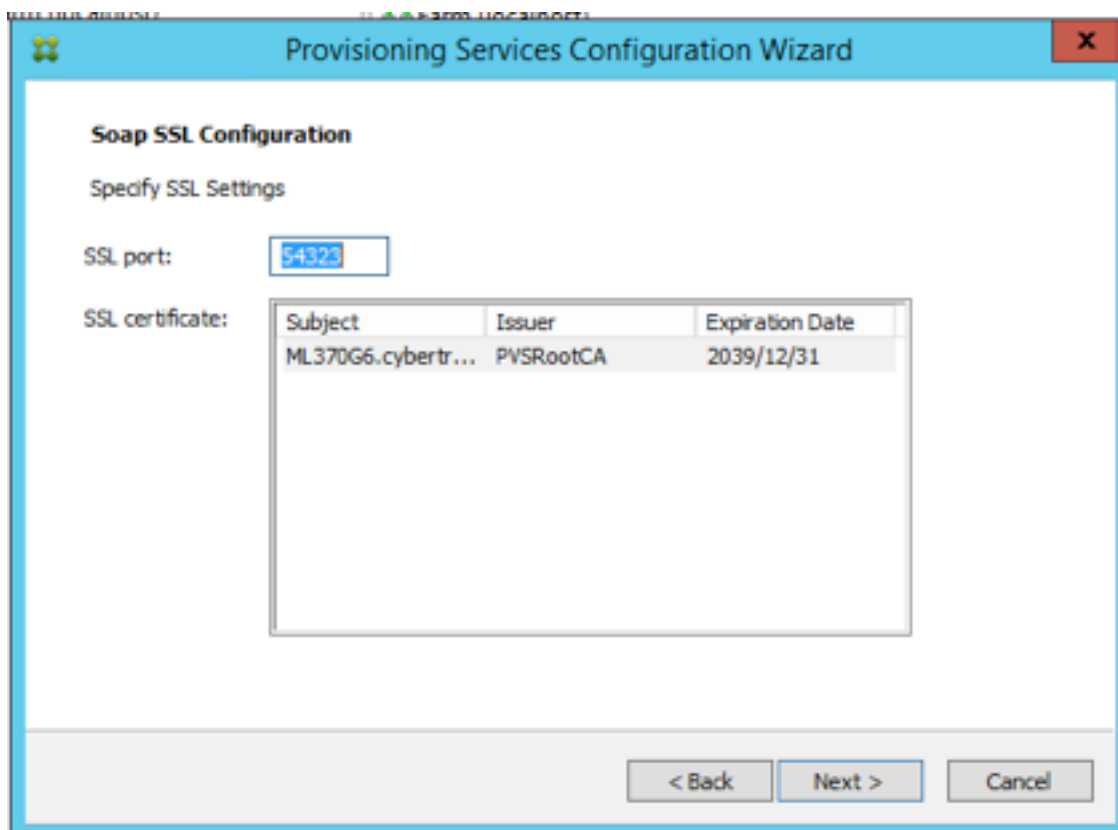 Provisioning Services Configuration Wizard
x
Soap SSL Configuration
Specify SSL Settings
SSL port: 54323
SSL certificate:
Subject Issuer Expiration Date
ML370G6.cybertr... PVSRootCA 2039/12/31
< Back Next > Cancel